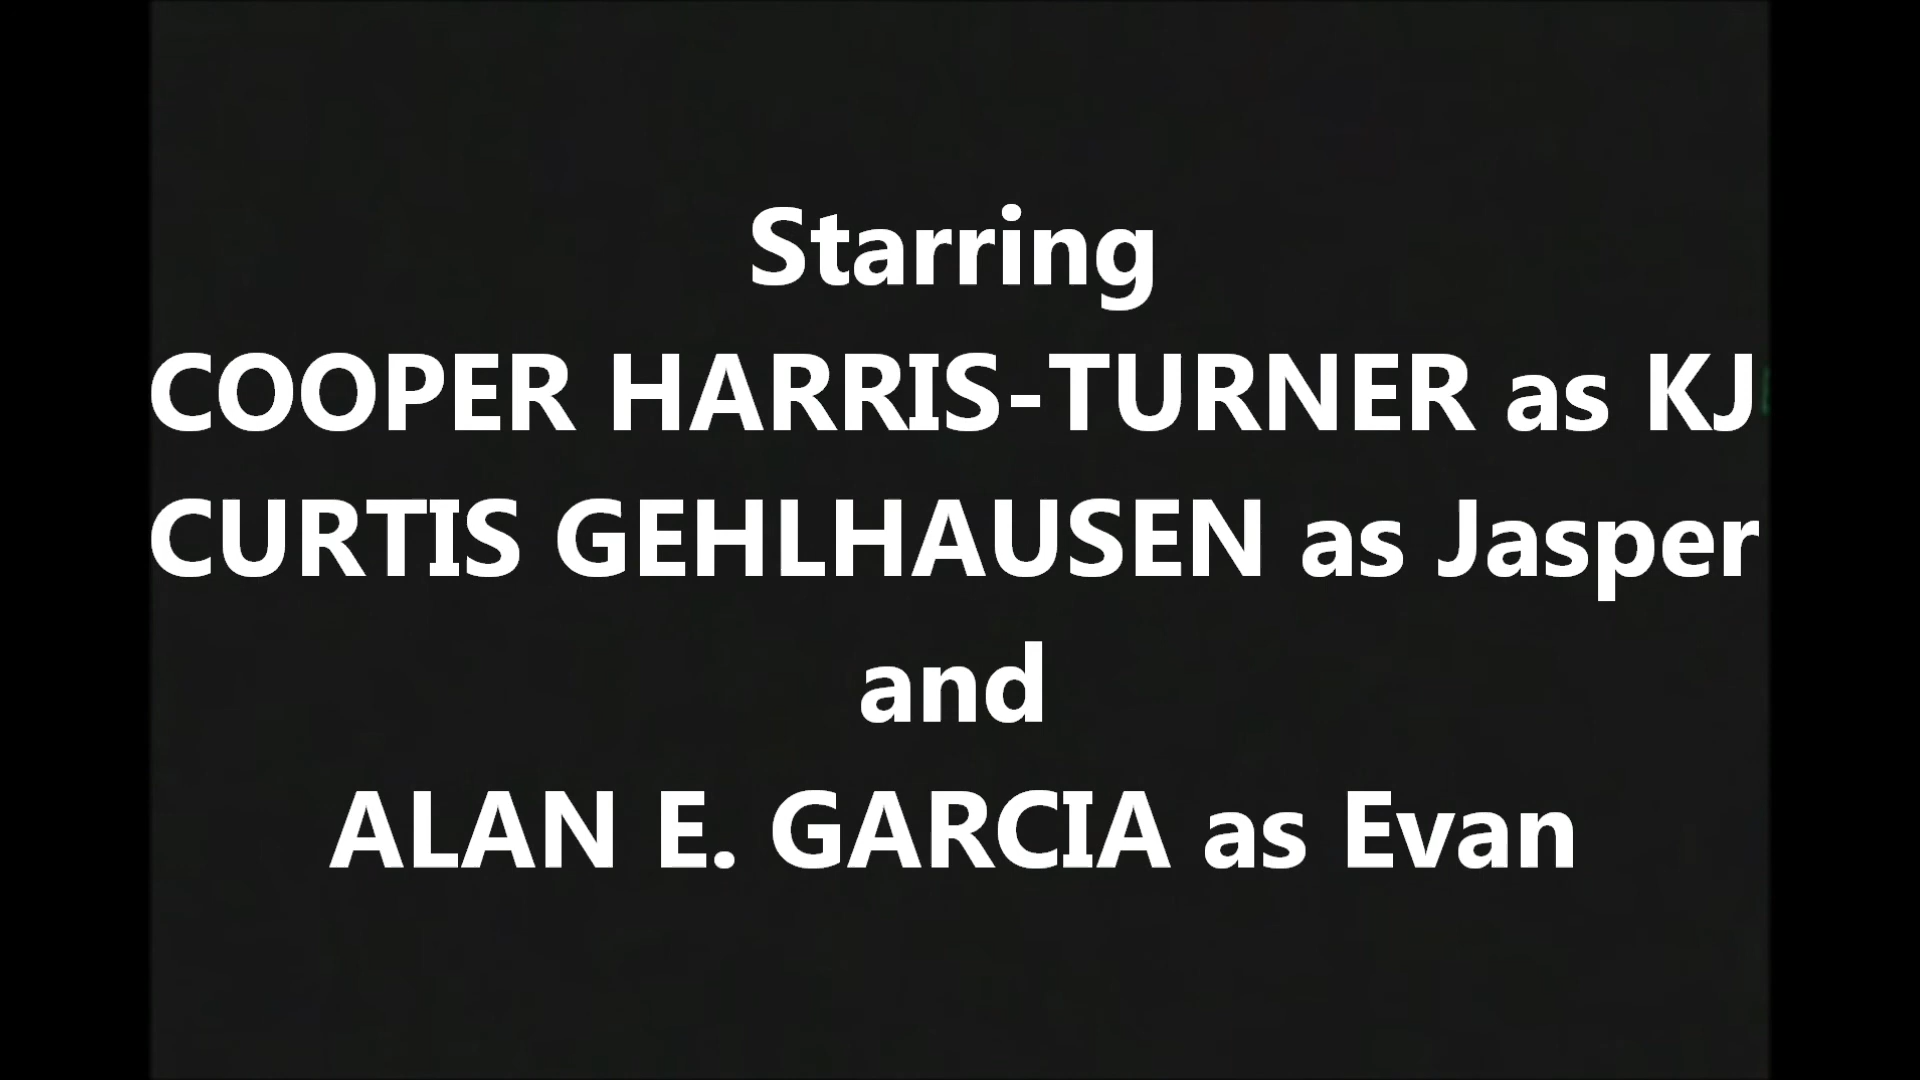 Starring
COOPER HARRIS-TURNER as KJ
CURTIS GEHLHAUSEN as Jasper
and
ALAN E. GARCIA as Evan